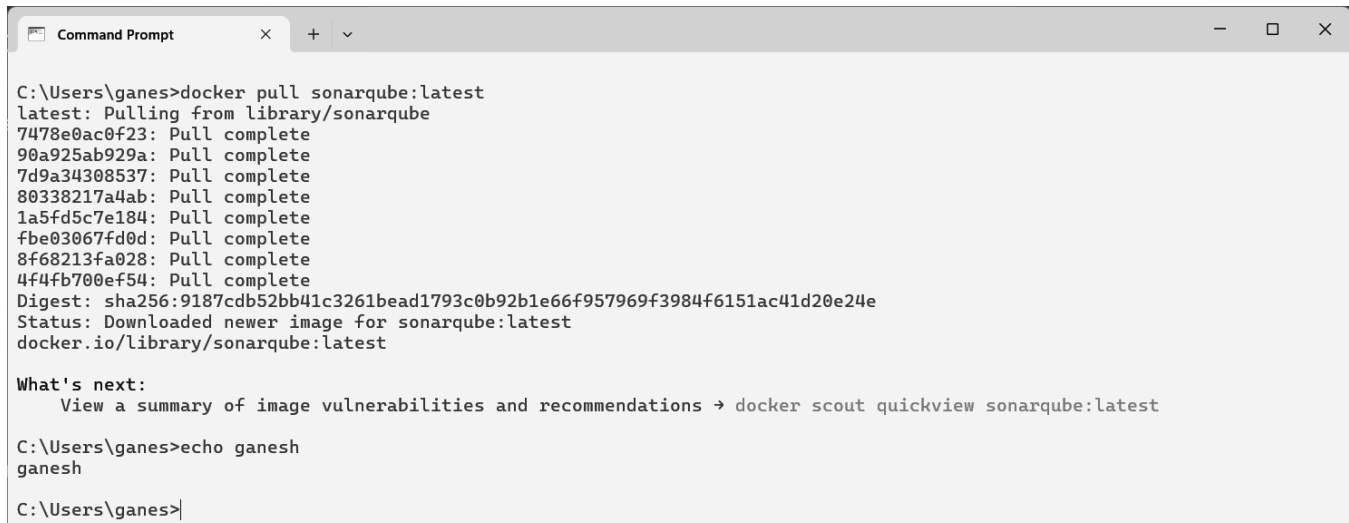 Command Prompt
C:\Users\ganes>docker pull sonarqube:latest
latest: Pulling from library/sonarqube
7478e0ac0f23: Pull complete
90a925ab929a: Pull complete
7d9a34308537: Pull complete
80338217a4ab: Pull complete
1a5fd5c7e184: Pull complete
fbe03067fd0d: Pull complete
8f68213fa028: Pull complete
4f4fb700ef54: Pull complete
Digest: sha256:9187cdb52bb41c3261bead1793c0b92b1e66f957969f3984f6151ac41d20e24e
Status: Downloaded newer image for sonarqube:latest
docker.io/library/sonarqube:latest
What's next:
View a summary of image vulnerabilities and recommendations → docker scout quickview sonarqube:latest
C:\Users\ganes>echo ganesh
ganesh
C:\Users\ganes>